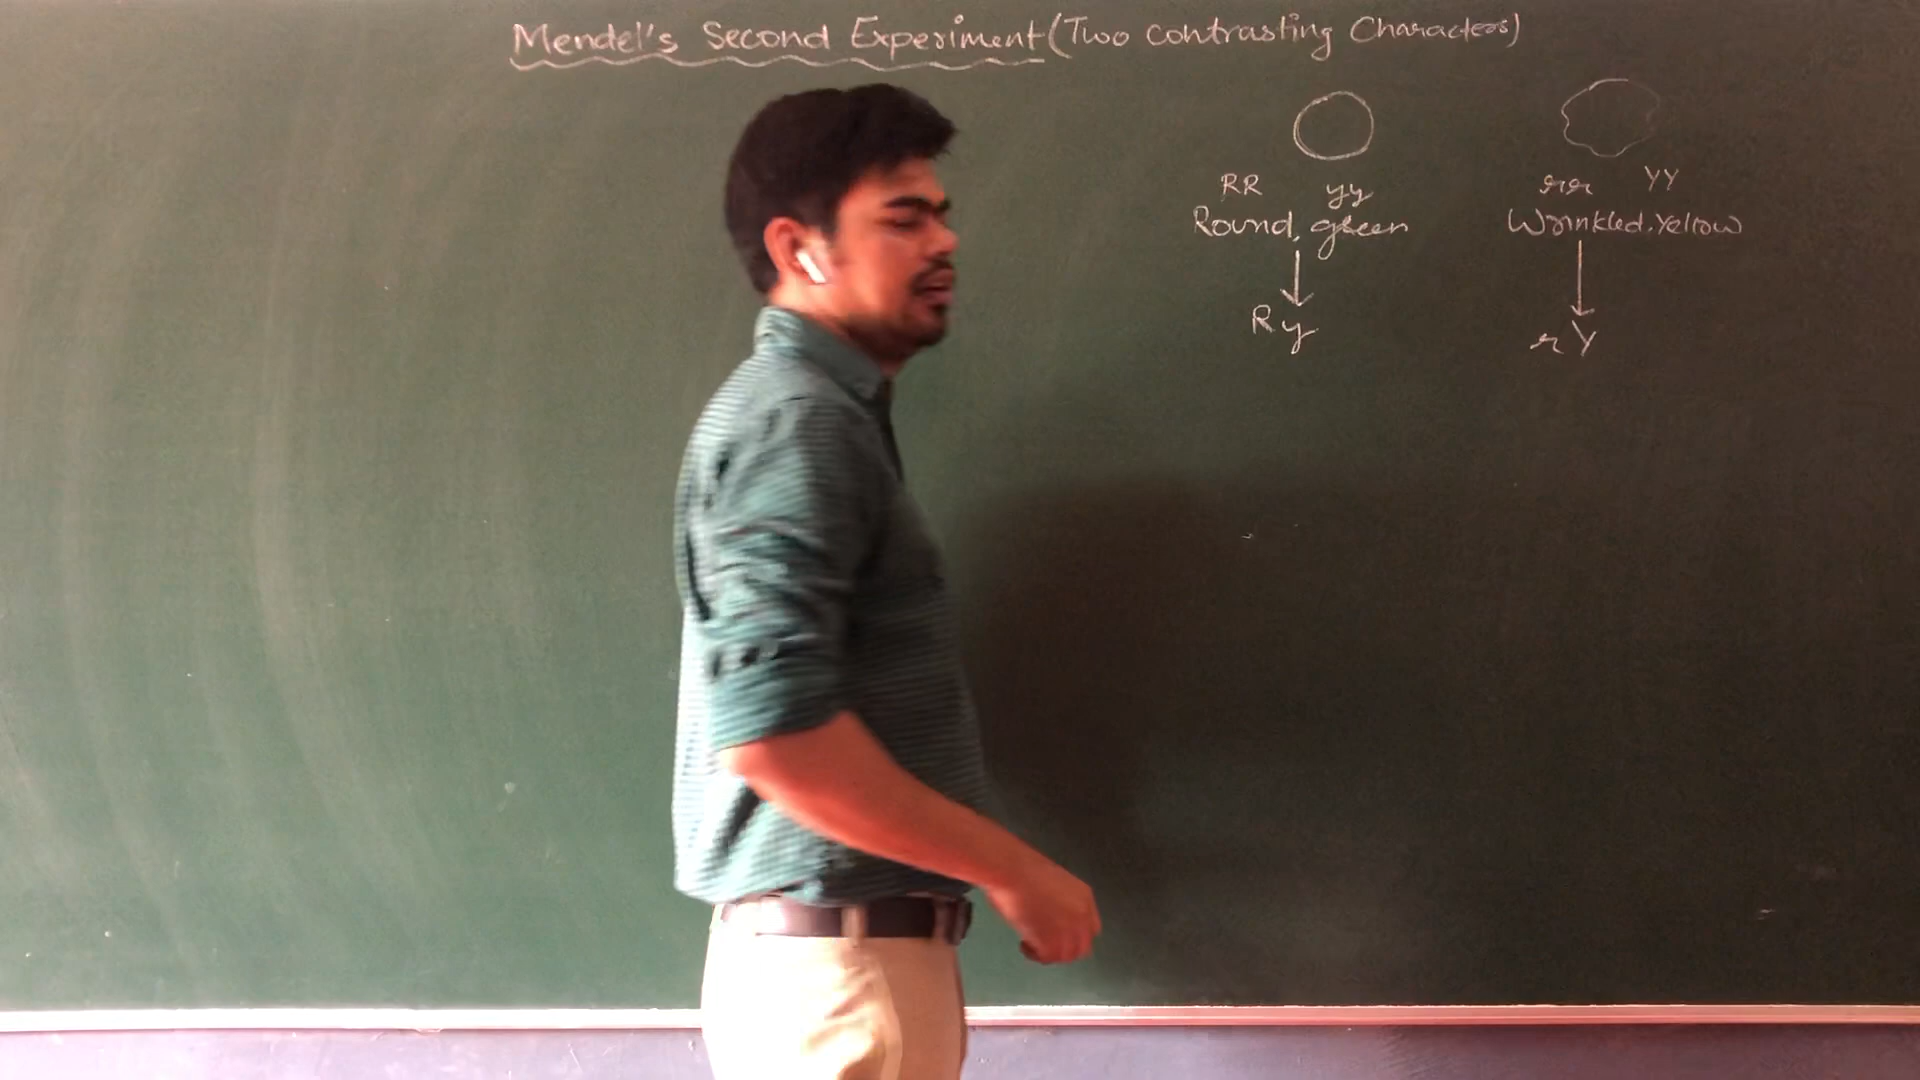 Mendel's Second Experiment (Two contrasting Characters)
RR yy rr YY
Round, green Wrinkled. Yellow
Ry rY